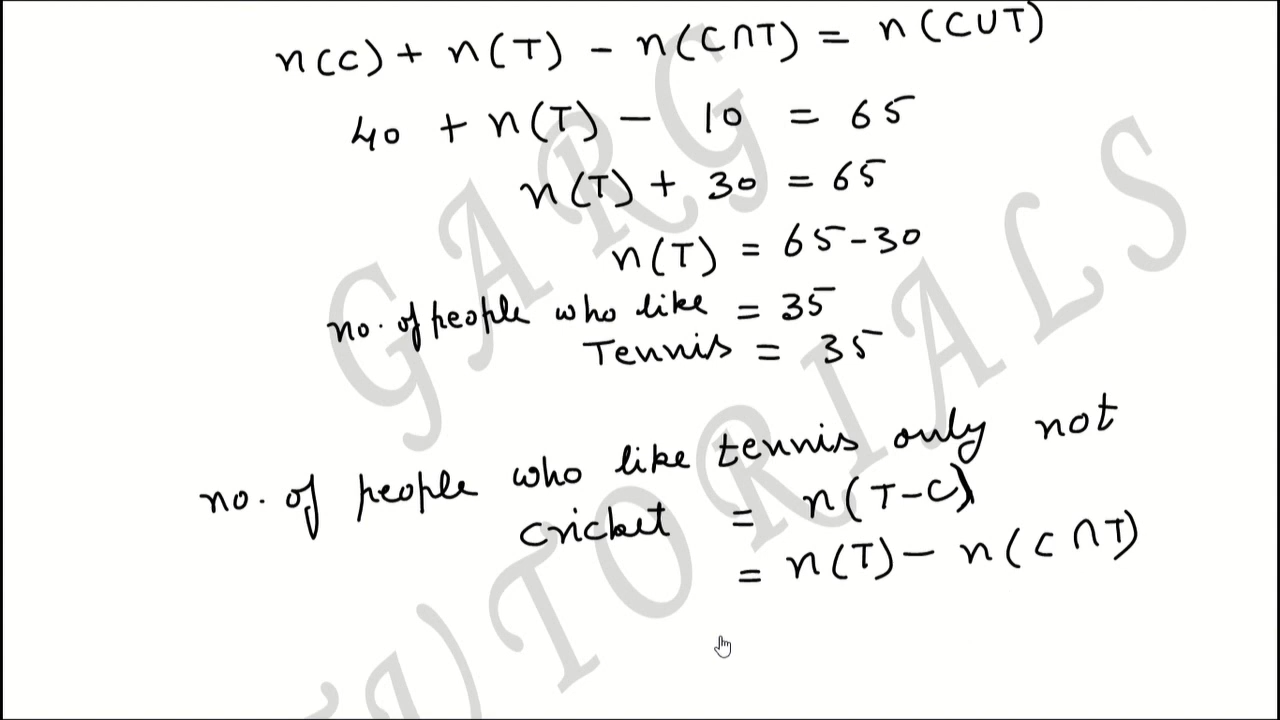 n(C) + n(T) - n(C∩T) = n(C∪T)
40 + n(T) - 10 = 65
n(T) + 30 = 65
n(T) = 65-30
no. of people who like = 35
Tennis = 35
no. of people who like tennis only not
cricket = n(T-C)
= n(T) - n(C∩T)
GARG
TUTORIALS